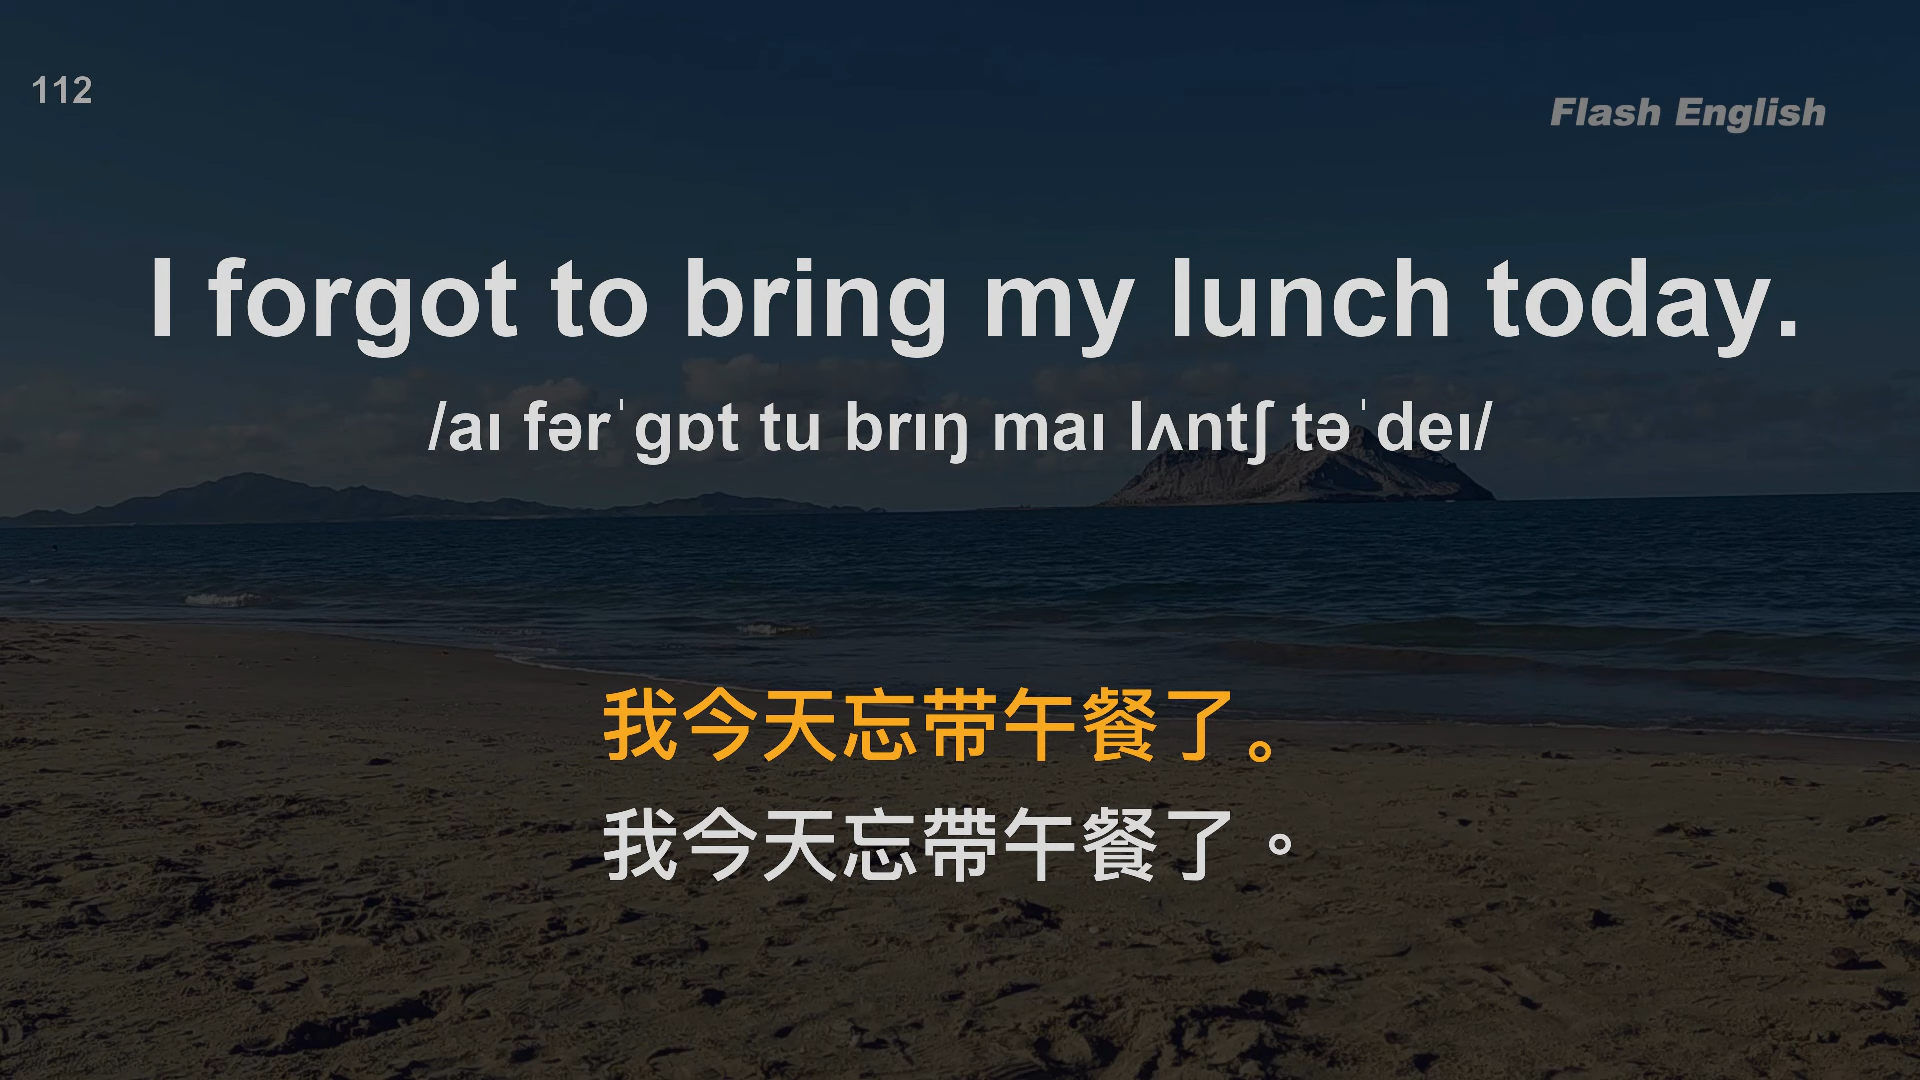 112
Flash English
I forgot to bring my lunch today.
/aɪ fərˈgɒt tu brɪŋ maɪ lʌntʃ təˈdeɪ/
我今天忘带午餐了。
我今天忘帶午餐了。